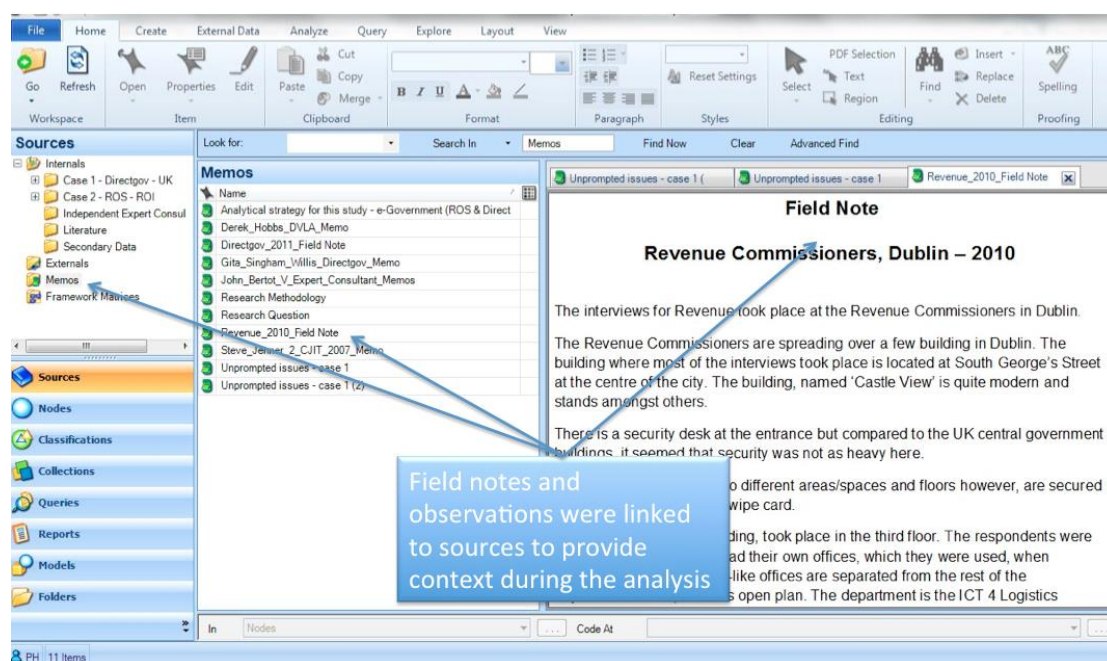 File Home Create External Data Analyze Query Explore Layout View
Go Refresh Open Properties Edit Paste Cut Copy Merge
B I U A
Reset Settings
Select PDF Selection Text Region Find Insert Replace Delete ABC Spelling
Workspace Item Clipboard Format Paragraph Styles Editing Proofing
Sources
Look for: Search In Memos Find Now Clear Advanced Find
Internals
Case 1 - Directgov - UK
Case 2 - ROS - ROI
Independent Expert Consul
Literature
Secondary Data
Externals
Memos
Framework Matrices
Sources
Nodes
Classifications
Collections
Queries
Reports
Models
Folders
Memos
Name
Analytical strategy for this study - e-Government (ROS & Direct
Derek_Hobbs_DVLA_Memo
Directgov_2011_Field Note
Gita_Singham_Willis_Directgov_Memo
John_Bertot_V_Expert_Consultant_Memos
Research Methodology
Research Question
Revenue_2010_Field Note
Steve_Jenner_2_CJIT_2007_Memo
Unprompted issues - case 1
Unprompted issues - case 1 (2)
Unprompted issues - case 1 ( Unprompted issues - case 1 Revenue_2010_Field Note
Field Note
Revenue Commissioners, Dublin – 2010
The interviews for Revenue took place at the Revenue Commissioners in Dublin.
The Revenue Commissioners are spreading over a few building in Dublin. The
building where most of the interviews took place is located at South George's Street
at the centre of the city. The building, named 'Castle View' is quite modern and
stands amongst others.
There is a security desk at the entrance but compared to the UK central government
buildings, it seemed that security was not as heavy here.
o different areas/spaces and floors however, are secured
wipe card.
ding, took place in the third floor. The respondents were
ad their own offices, which they were used, when
-like offices are separated from the rest of the
s open plan. The department is the ICT 4 Logistics
Field notes and
observations were linked
to sources to provide
context during the analysis
In Nodes ... Code At ...
PH 11 Items